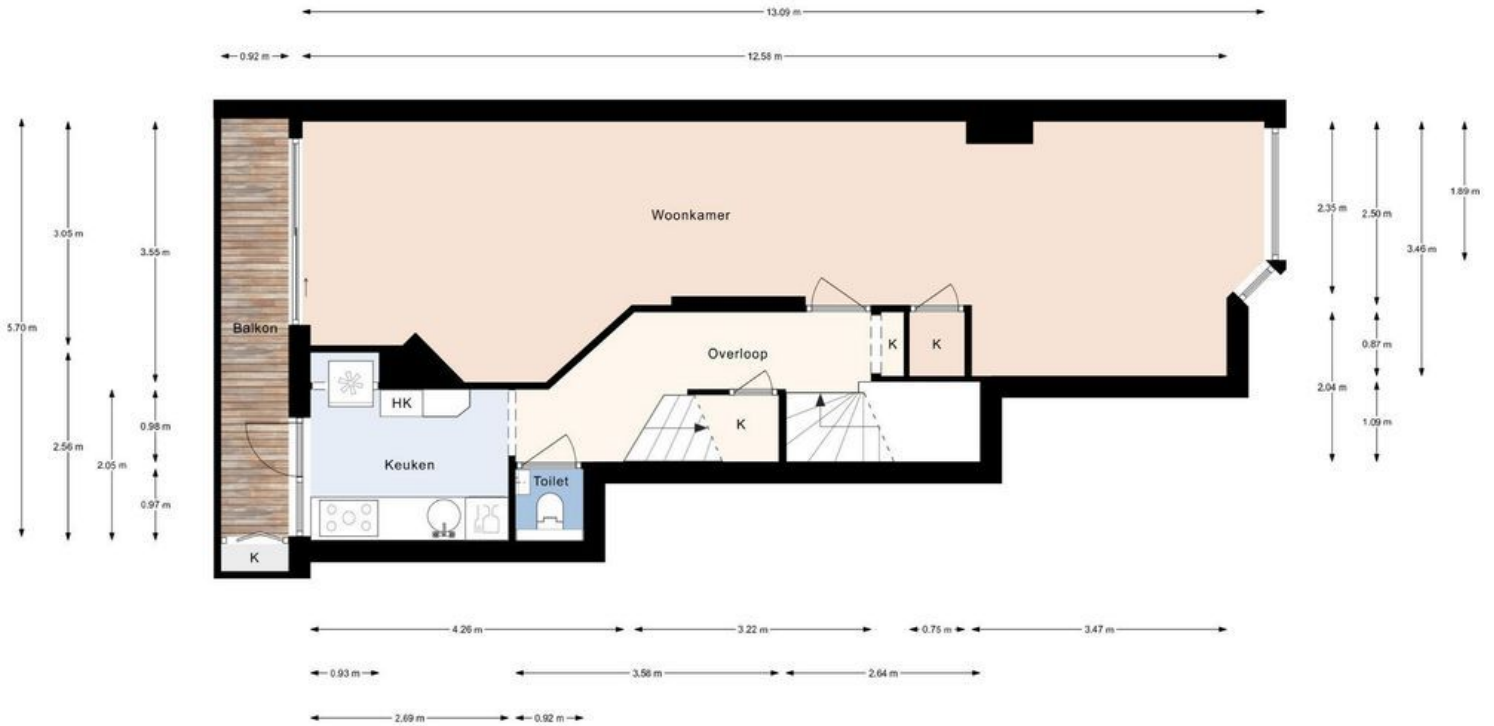 13.09 m
0.92 m
12.58 m
5.70 m
3.05 m
3.55 m
2.56 m
2.05 m
0.98 m
0.97 m
Balkon
Woonkamer
Overloop
K
K
K
HK
Keuken
Toilet
K
2.35 m
2.50 m
3.46 m
1.89 m
2.04 m
0.87 m
1.09 m
4.26 m
3.22 m
0.75 m
3.47 m
0.93 m
3.58 m
2.64 m
2.69 m
0.92 m